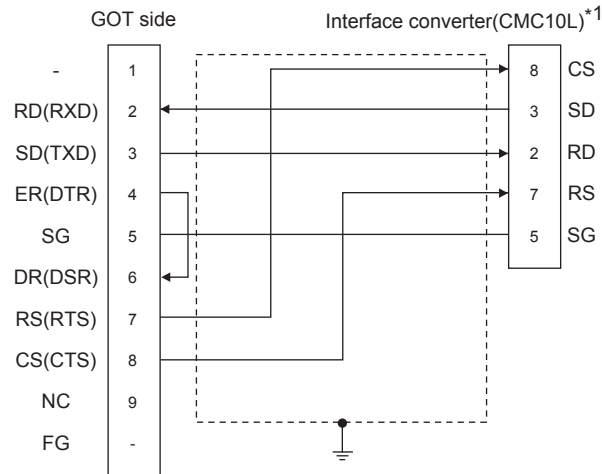 GOT side Interface converter(CMC10L)*1
- 1 8 CS
RD(RXD) 2 3 SD
SD(TXD) 3 2 RD
ER(DTR) 4 7 RS
SG 5 5 SG
DR(DSR) 6
RS(RTS) 7
CS(CTS) 8
NC 9
FG -